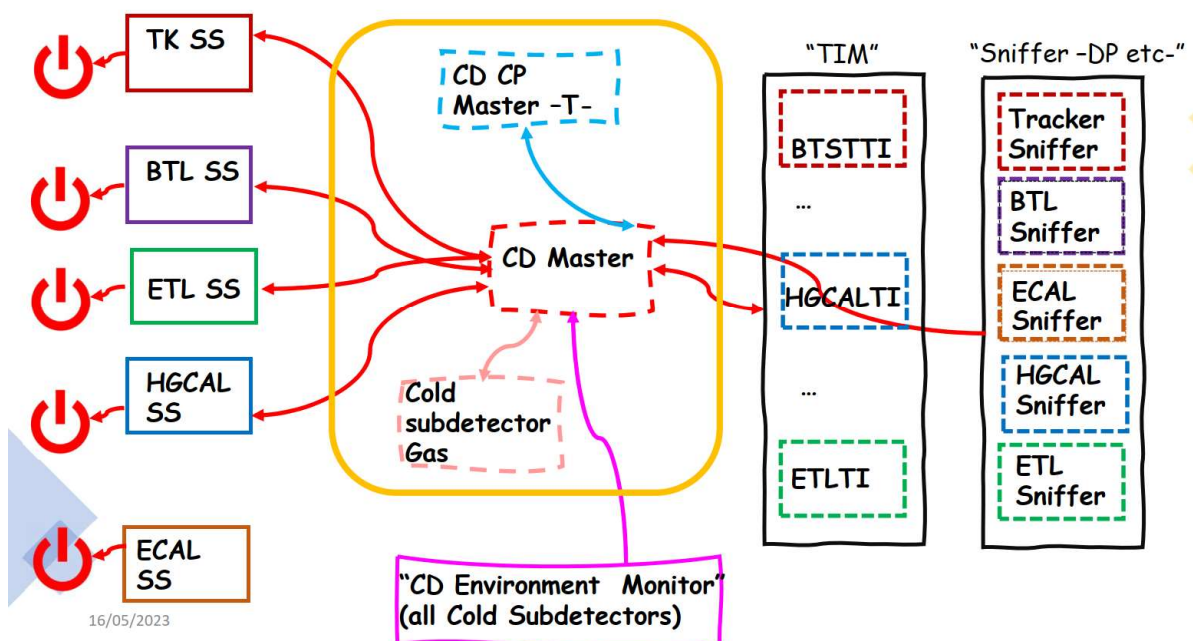 TK SS
BTL SS
ETL SS
HGCAL
SS
ECAL
SS
16/05/2023
CD CP
Master -T-
CD Master
Cold
subdetector
Gas
"CD Environment Monitor"
(all Cold Subdetectors)
"TIM"
BTSTTI
...
HGCALTI
...
ETLTI
"Sniffer –DP etc-"
Tracker
Sniffer
BTL
Sniffer
ECAL
Sniffer
HGCAL
Sniffer
ETL
Sniffer